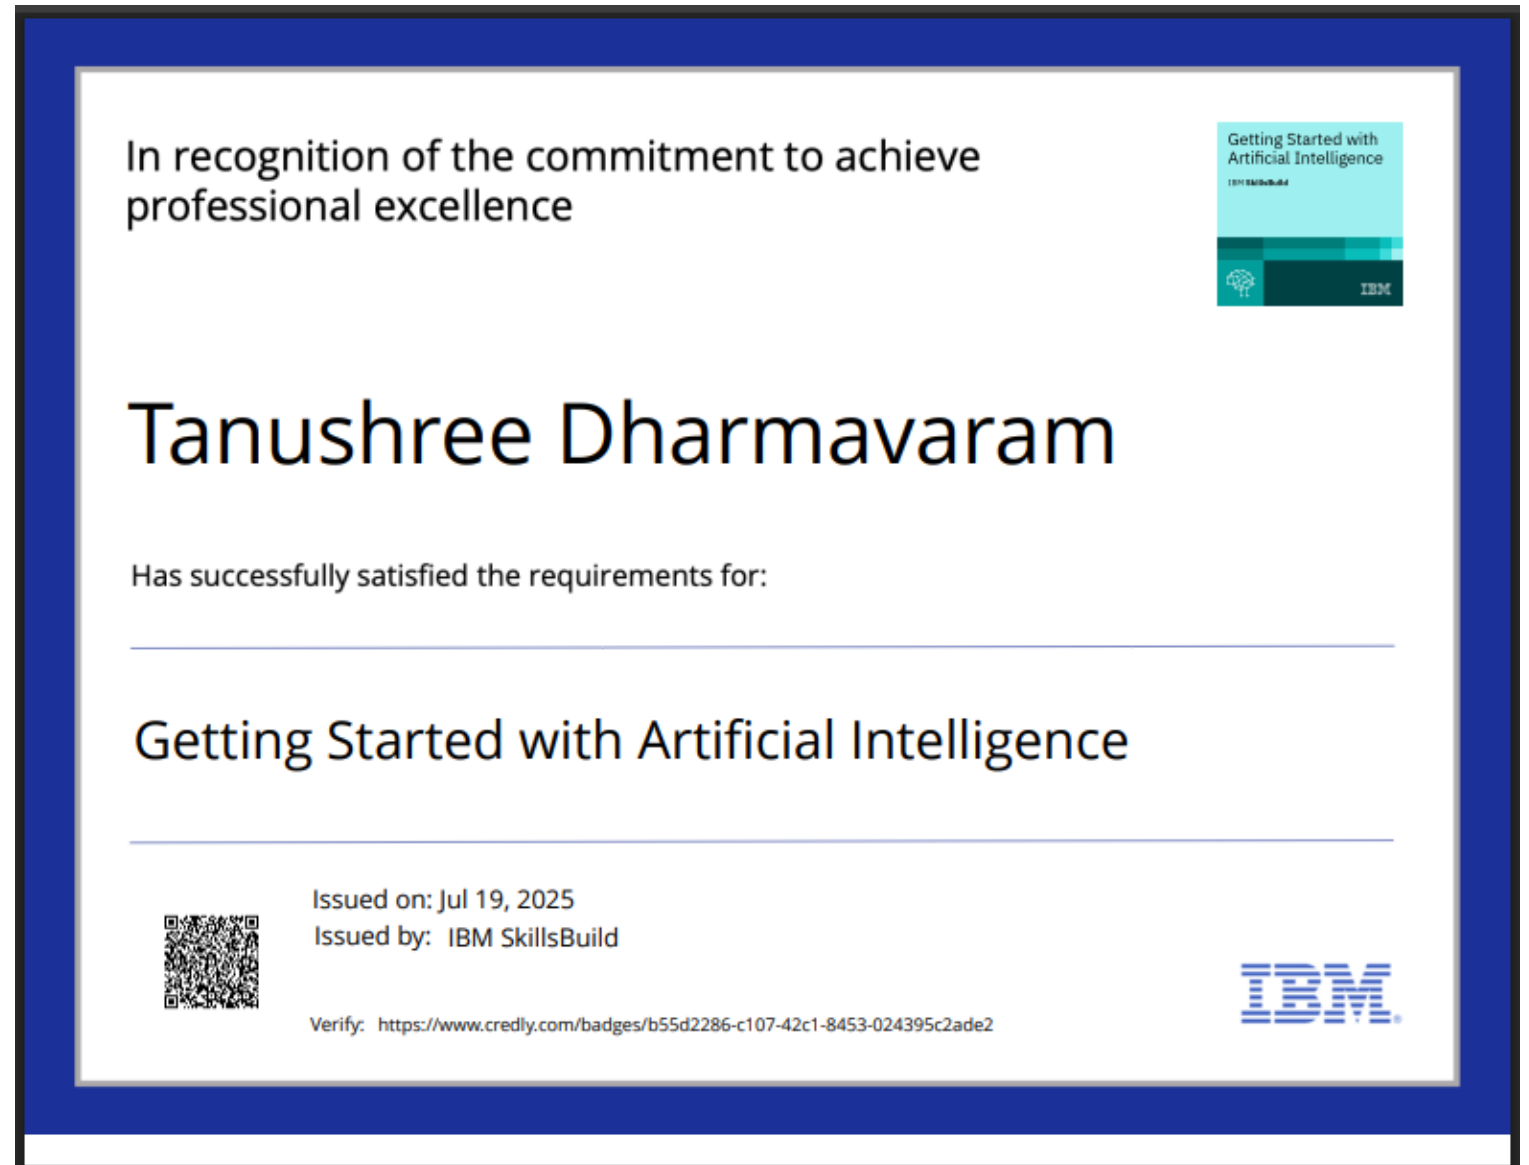 In recognition of the commitment to achieve
professional excellence
Getting Started with
Artificial Intelligence
IBM SkillsBuild
IBM
Tanushree Dharmavaram
Has successfully satisfied the requirements for:
Getting Started with Artificial Intelligence
Issued on: Jul 19, 2025
Issued by: IBM SkillsBuild
Verify: https://www.credly.com/badges/b55d2286-c107-42c1-8453-024395c2ade2
IBM®